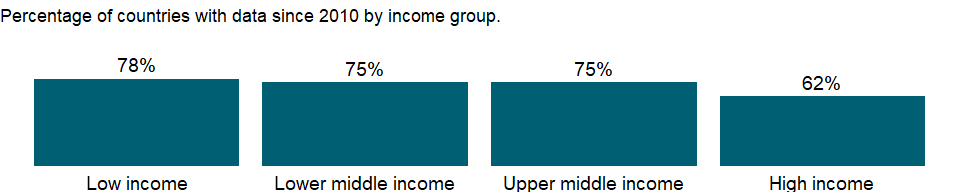 Percentage of countries with data since 2010 by income group.
78%
75%
75%
62%
Low income
Lower middle income
Upper middle income
High income